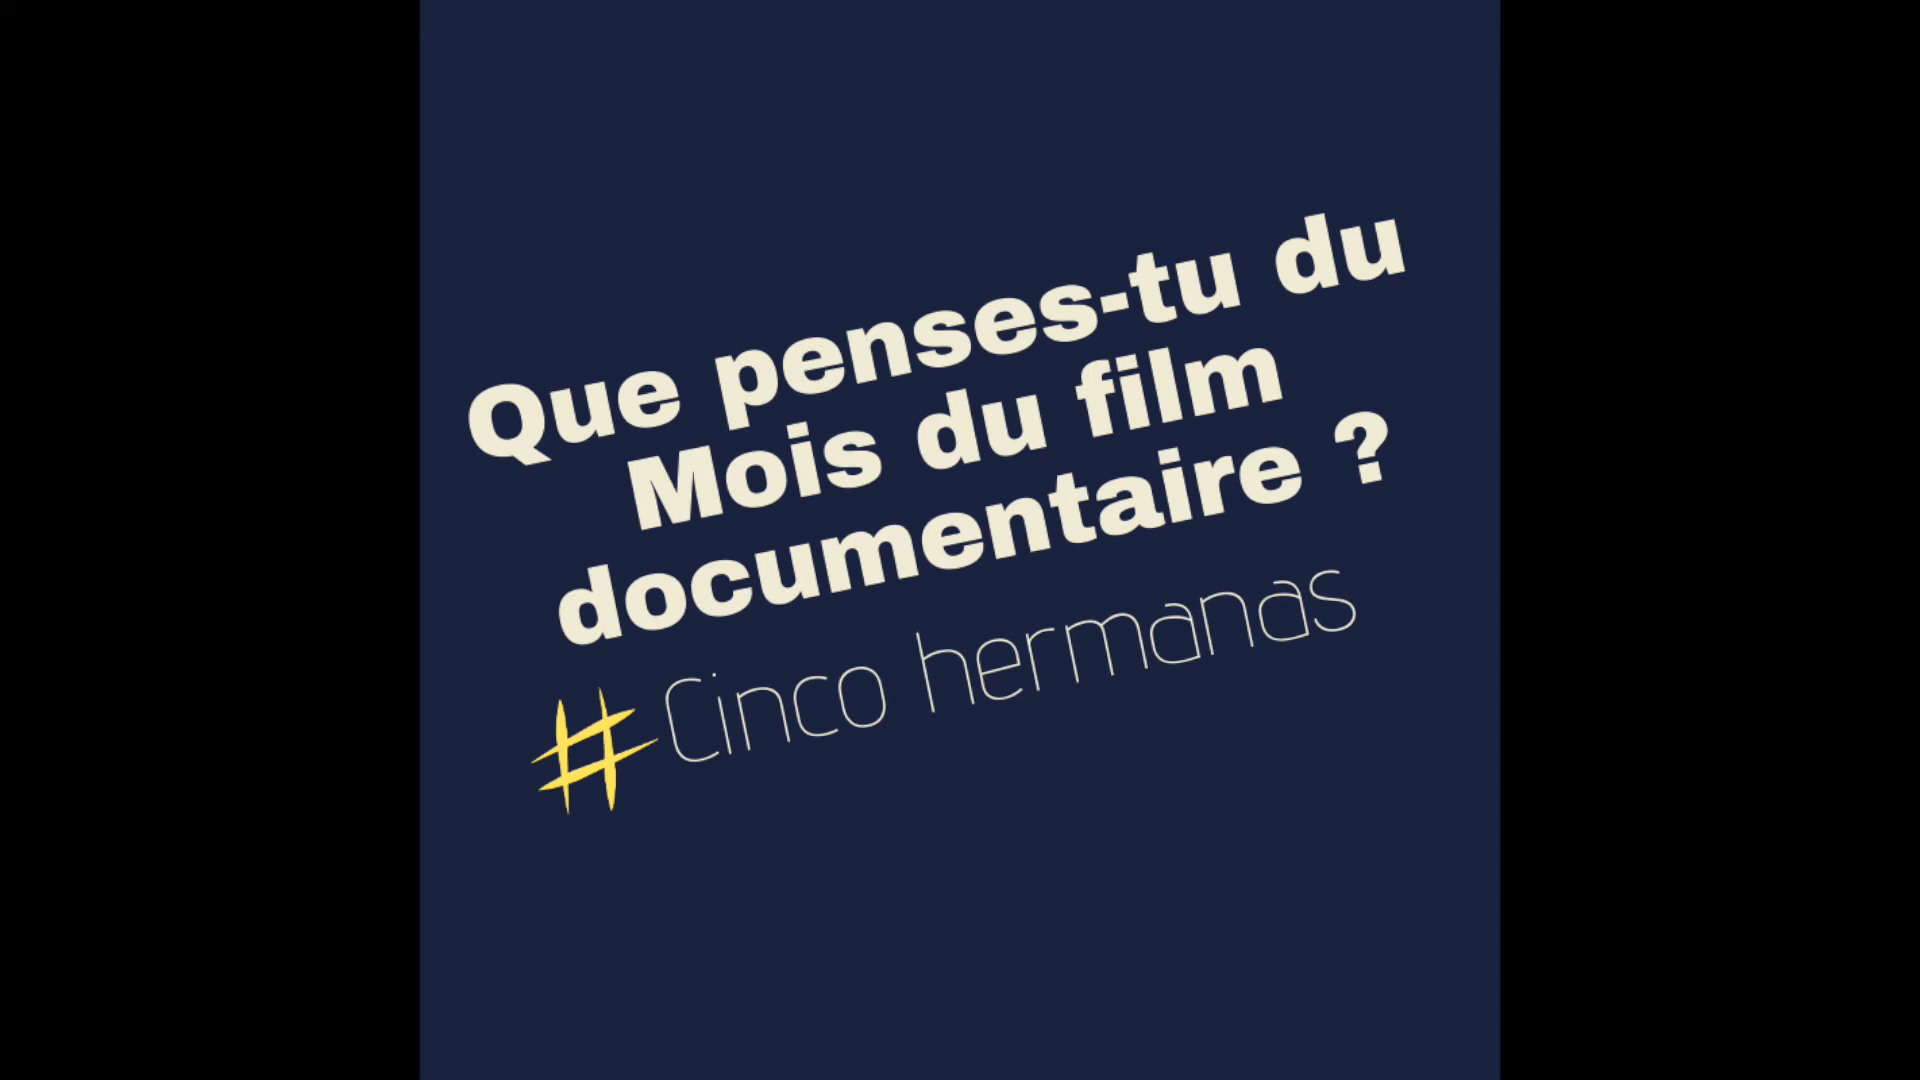 Que penses-tu du
Mois du film
documentaire ?
#Cinco hermanas